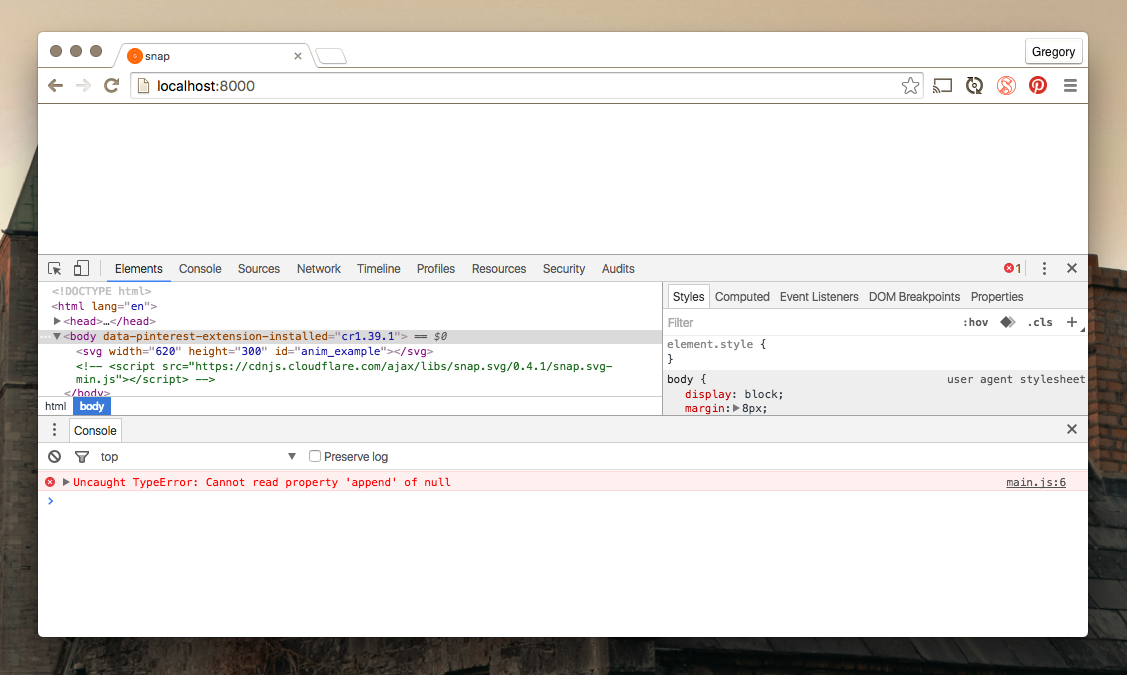 snap
Gregory
localhost:8000
Elements Console Sources Network Timeline Profiles Resources Security Audits 1
<!DOCTYPE html>
<html lang="en">
<head>…</head>
<body data-pinterest-extension-installed="cr1.39.1"> == $0
<svg width="620" height="300" id="anim_example"></svg>
<!-- <script src="https://cdnjs.cloudflare.com/ajax/libs/snap.svg/0.4.1/snap.svg-
min.js"></script> -->
</body>
html body
Styles Computed Event Listeners DOM Breakpoints Properties
Filter :hov .cls +
element.style {
}
body { user agent stylesheet
display: block;
margin: 8px;
Console
top Preserve log
Uncaught TypeError: Cannot read property 'append' of null main.js:6